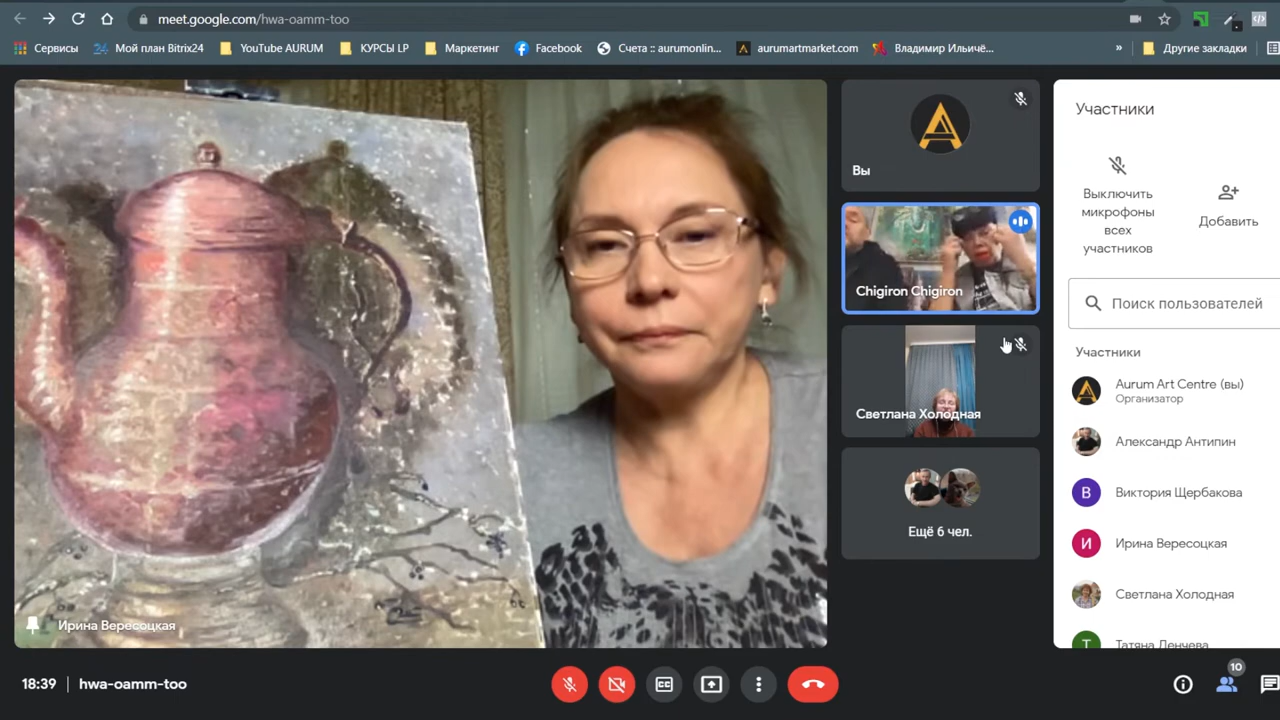 meet.google.com/hwa-oamm-too
Сервисы
Мой план Bitrix24
YouTube AURUM
КУРСЫ LP
Маркетинг
Facebook
Счета :: aurumonlin...
aurumartmarket.com
Владимир Ильичё...
»
Другие закладки
Вы
Chigiron Chigiron
Светлана Холодная
Ещё 6 чел.
Ирина Вересоцкая
Участники
Выключить
микрофоны
всех
участников
Добавить
Поиск пользователей
Участники
Aurum Art Centre (вы)
Организатор
Александр Антипин
В
Виктория Щербакова
И
Ирина Вересоцкая
Светлана Холодная
Т
Татяна Денчева
18:39 | hwa-oamm-too
CC
10